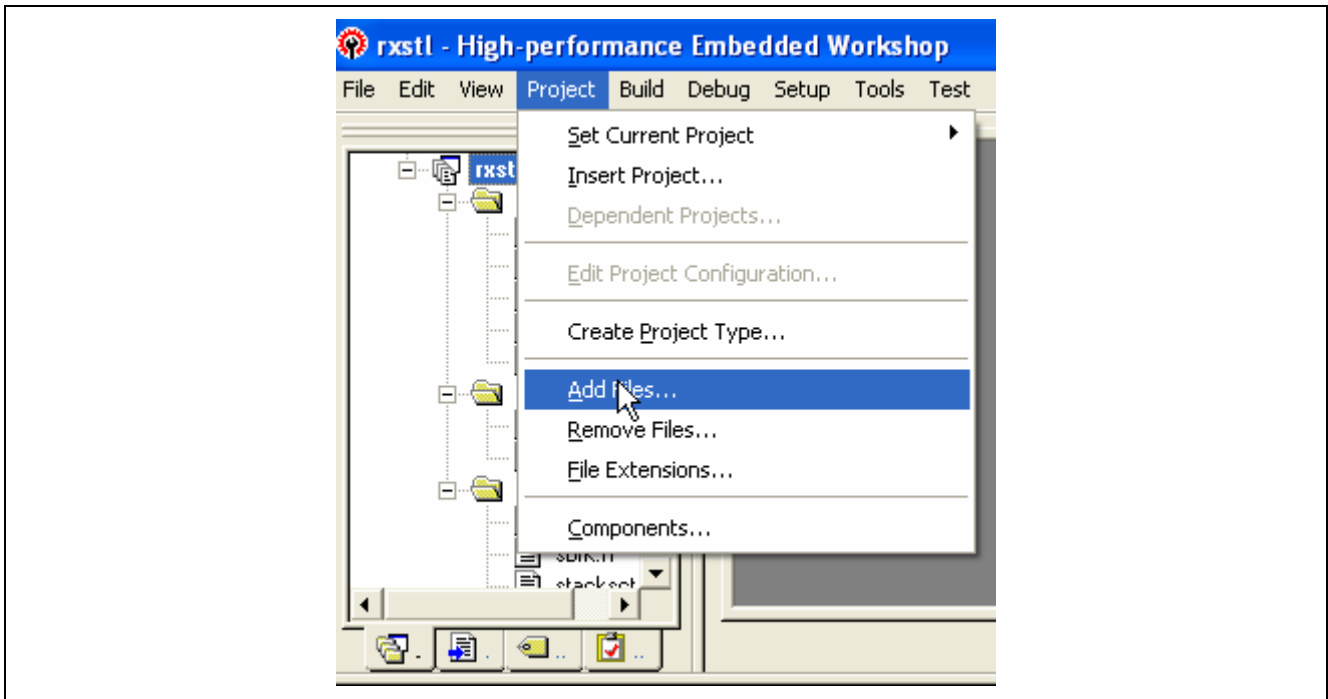 rxstl - High-performance Embedded Workshop
File Edit View Project Build Debug Setup Tools Test
Set Current Project
rxst
Insert Project...
Dependent Projects...
Edit Project Configuration...
Create Project Type...
Add Files...
Remove Files...
File Extensions...
Components...